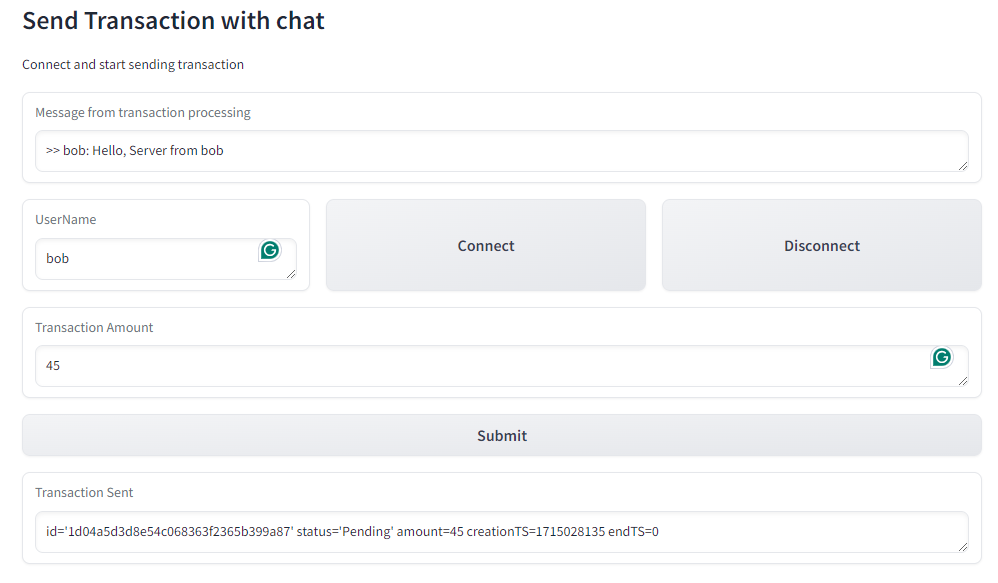 Send Transaction with chat
Connect and start sending transaction
Message from transaction processing
>> bob: Hello, Server from bob
UserName
bob
Connect
Disconnect
Transaction Amount
45
Submit
Transaction Sent
id='1d04a5d3d8e54c068363f2365b399a87' status='Pending' amount=45 creationTS=1715028135 endTS=0